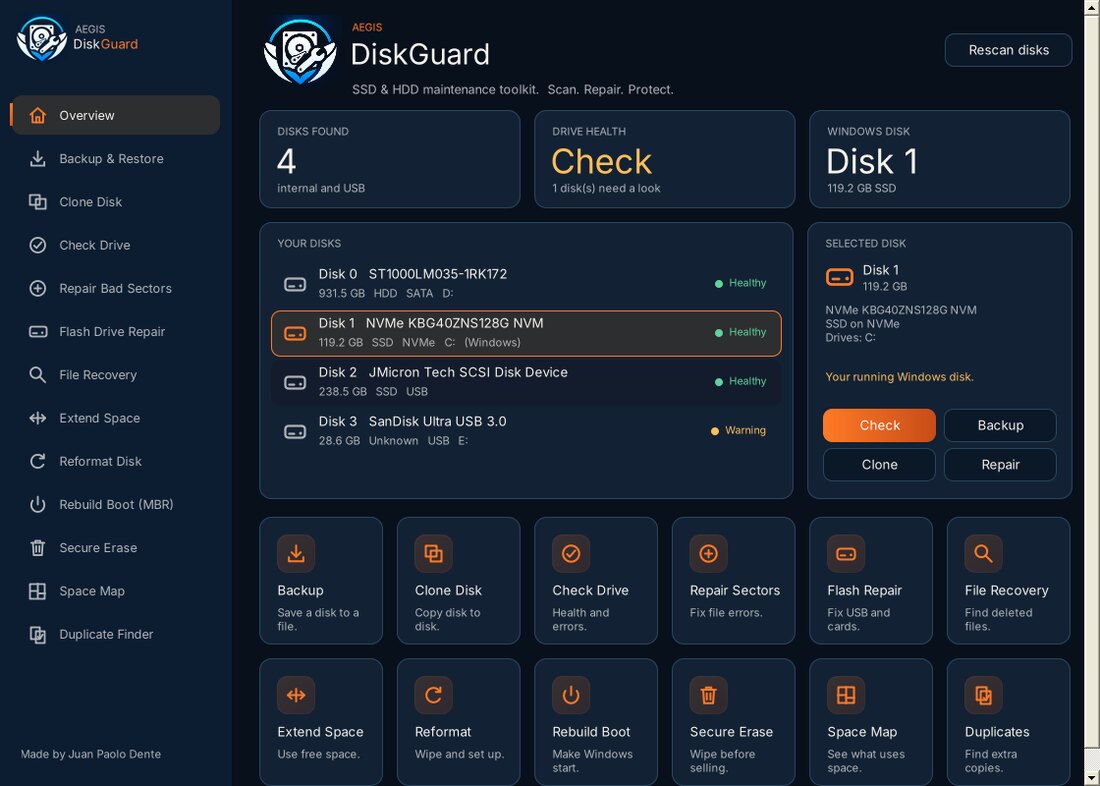 AEGIS
DiskGuard
Overview
Backup & Restore
Clone Disk
Check Drive
Repair Bad Sectors
Flash Drive Repair
File Recovery
Extend Space
Reformat Disk
Rebuild Boot (MBR)
Secure Erase
Space Map
Duplicate Finder
Made by Juan Paolo Dente
AEGIS
DiskGuard
SSD & HDD maintenance toolkit. Scan. Repair. Protect.
Rescan disks
DISKS FOUND
4
internal and USB
DRIVE HEALTH
Check
1 disk(s) need a look
WINDOWS DISK
Disk 1
119.2 GB SSD
YOUR DISKS
Disk 0 ST1000LM035-1RK172
931.5 GB HDD SATA D:
Healthy
Disk 1 NVMe KBG40ZNS128G NVM
119.2 GB SSD NVMe C: (Windows)
Healthy
Disk 2 JMicron Tech SCSI Disk Device
238.5 GB SSD USB
Healthy
Disk 3 SanDisk Ultra USB 3.0
28.6 GB Unknown USB E:
Warning
SELECTED DISK
Disk 1
119.2 GB
NVMe KBG40ZNS128G NVM
SSD on NVMe
Drives: C:
Your running Windows disk.
Check
Backup
Clone
Repair
Backup
Save a disk to a
file.
Clone Disk
Copy disk to
disk.
Check Drive
Health and
errors.
Repair Sectors
Fix file errors.
Flash Repair
Fix USB and
cards.
File Recovery
Find deleted
files.
Extend Space
Use free space.
Reformat
Wipe and set up.
Rebuild Boot
Make Windows
start.
Secure Erase
Wipe before
selling.
Space Map
See what uses
space.
Duplicates
Find extra
copies.